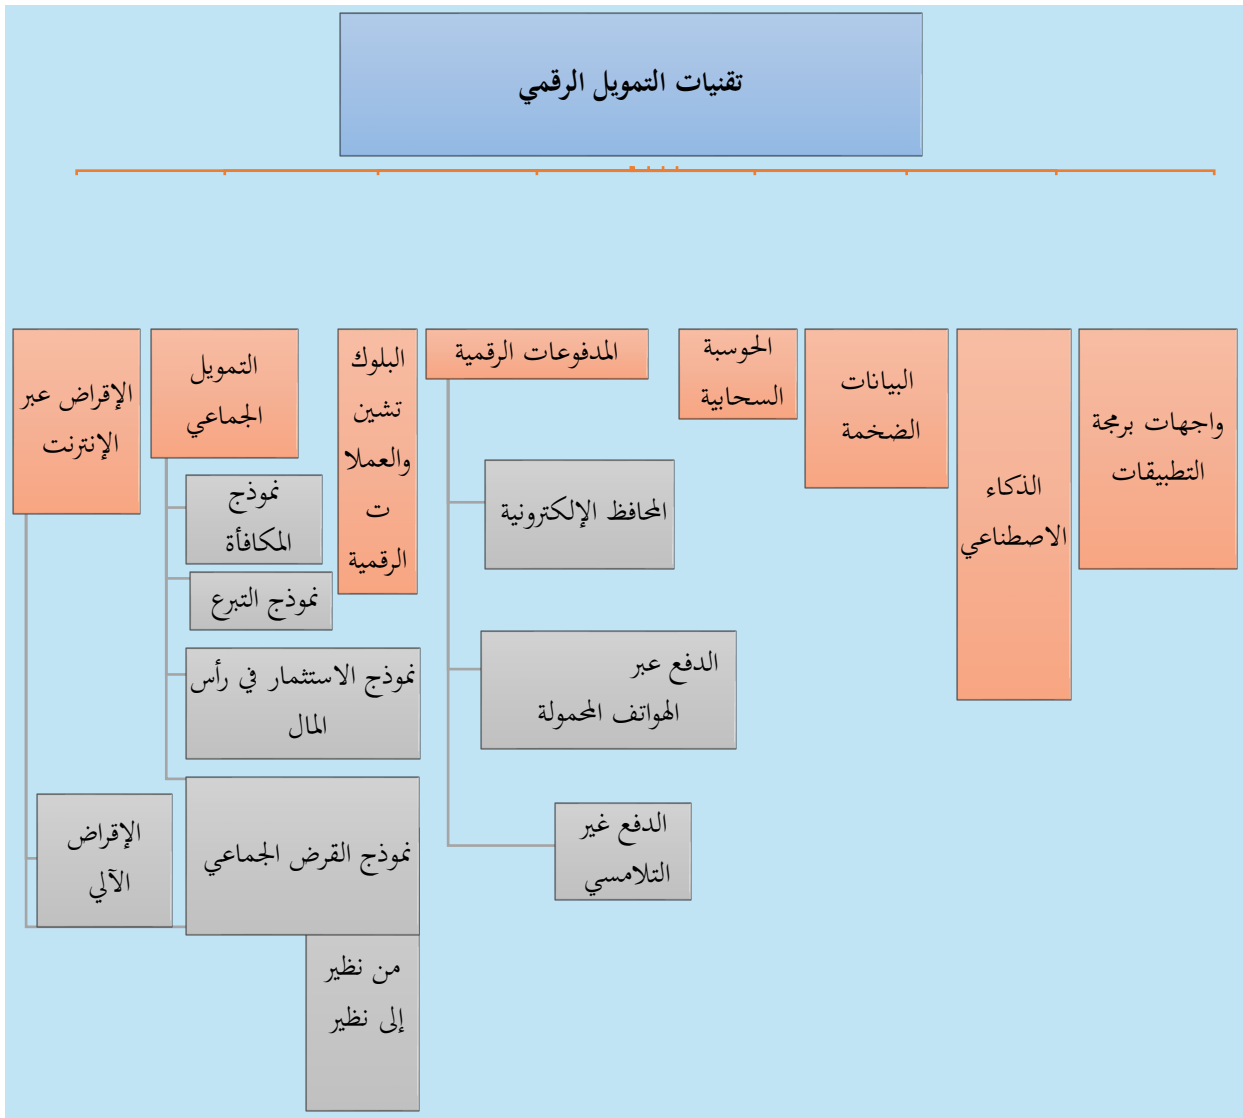 تقنيات التمويل الرقمي
واجهات برمجة
التطبيقات
الذكاء
الاصطناعي
البيانات
الضخمة
الحوسبة
السحابية
المدفوعات الرقمية
المحافظ الإلكترونية
الدفع عبر
الهواتف المحمولة
الدفع غير
التلامسي
البلوك
تشين
والعملا
ت
الرقمية
التمويل
الجماعي
نموذج
المكافأة
نموذج التبرع
نموذج الاستثمار في رأس
المال
نموذج القرض الجماعي
الإقراض عبر
الإنترنت
الإقراض
الآلي
من نظير
إلى نظير